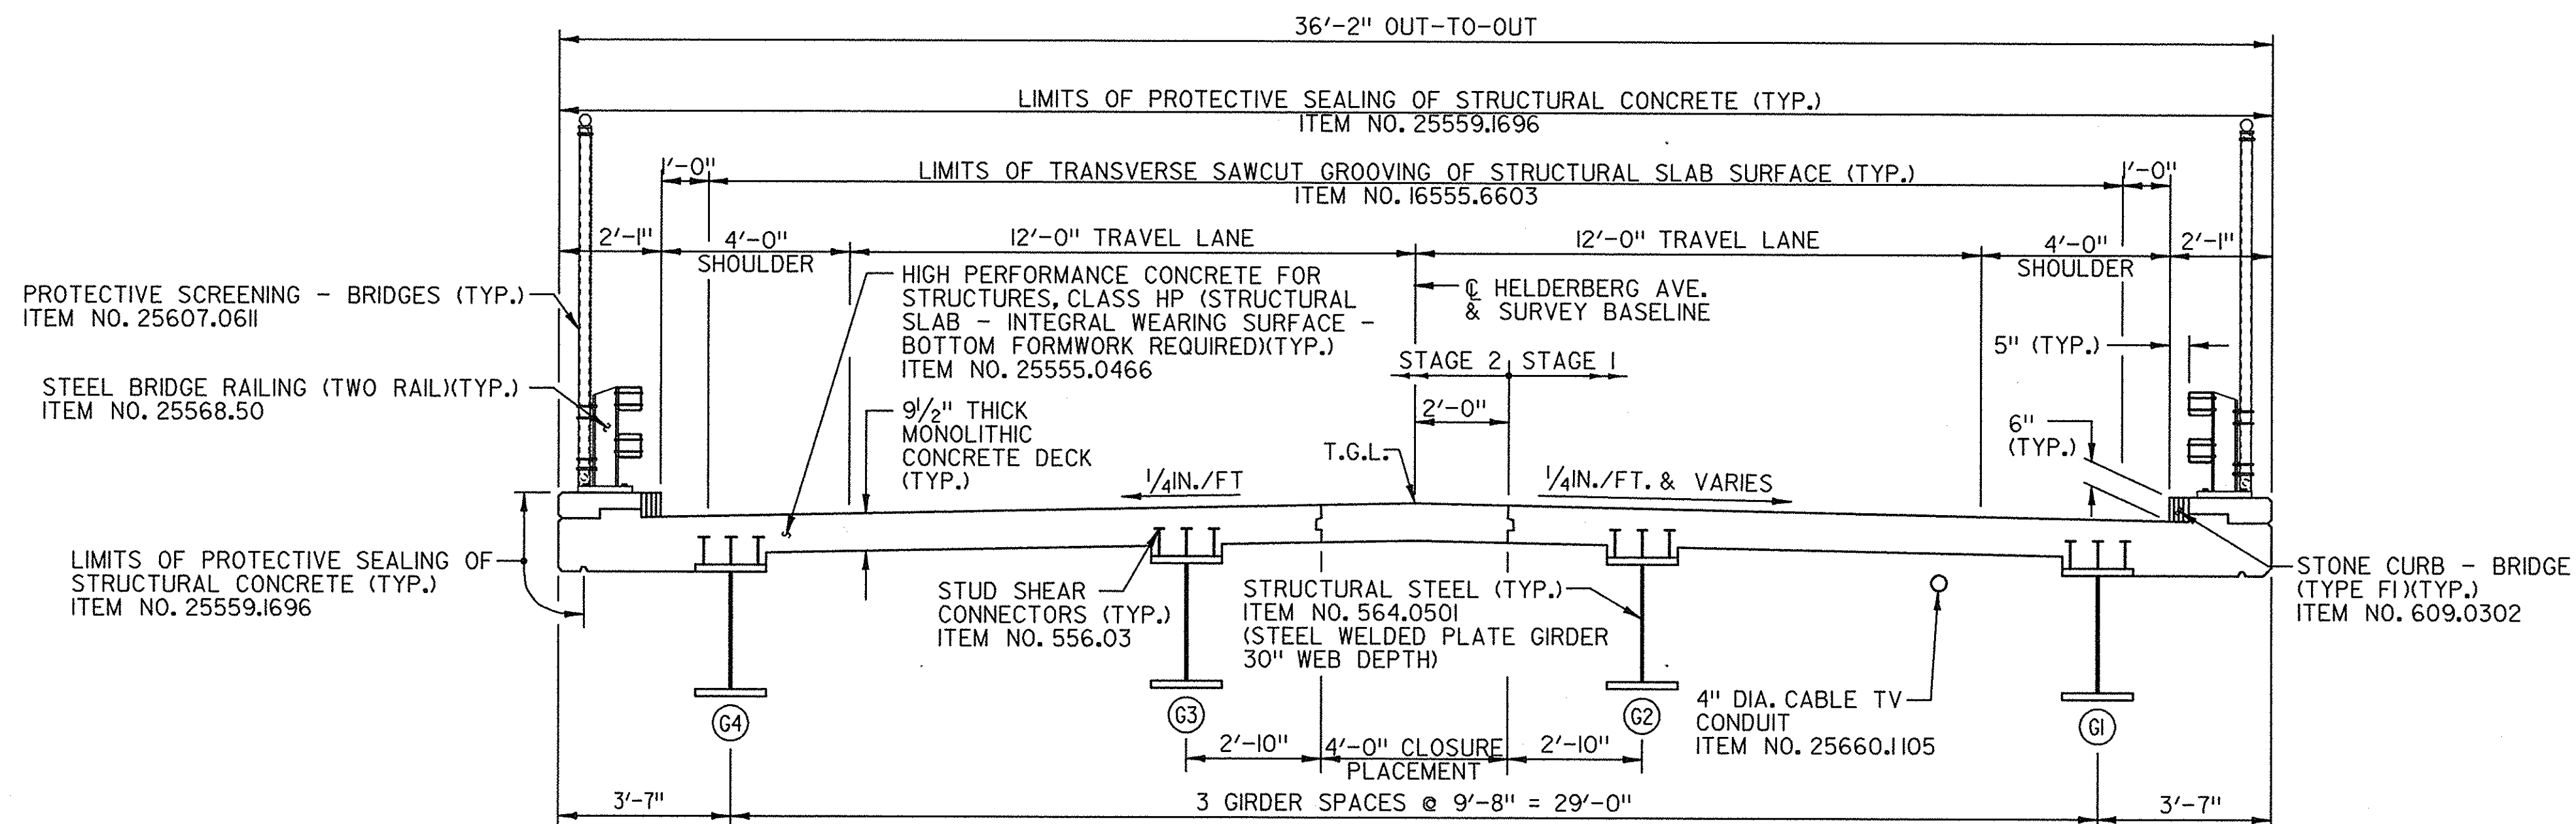 36'-2" OUT-TO-OUT
LIMITS OF PROTECTIVE SEALING OF STRUCTURAL CONCRETE (TYP.)
ITEM NO. 25559.1696
1'-0"
LIMITS OF TRANSVERSE SAWCUT GROOVING OF STRUCTURAL SLAB SURFACE (TYP.)
ITEM NO. 16555.6603
1'-0"
2'-1"
4'-0"
SHOULDER
12'-0" TRAVEL LANE
12'-0" TRAVEL LANE
4'-0"
SHOULDER
2'-1"
PROTECTIVE SCREENING - BRIDGES (TYP.)
ITEM NO. 25607.0611
HIGH PERFORMANCE CONCRETE FOR
STRUCTURES, CLASS HP (STRUCTURAL
SLAB - INTEGRAL WEARING SURFACE -
BOTTOM FORMWORK REQUIRED)(TYP.)
ITEM NO. 25555.0466
℄ HELDERBERG AVE.
& SURVEY BASELINE
5" (TYP.)
STAGE 2
STAGE 1
STEEL BRIDGE RAILING (TWO RAIL)(TYP.)
ITEM NO. 25568.50
9 1/2" THICK
MONOLITHIC
CONCRETE DECK
(TYP.)
2'-0"
6"
(TYP.)
T.G.L.
1/4IN./FT
1/4IN./FT. & VARIES
LIMITS OF PROTECTIVE SEALING OF
STRUCTURAL CONCRETE (TYP.)
ITEM NO. 25559.1696
STUD SHEAR
CONNECTORS (TYP.)
ITEM NO. 556.03
STRUCTURAL STEEL (TYP.)
ITEM NO. 564.0501
(STEEL WELDED PLATE GIRDER
30" WEB DEPTH)
STONE CURB - BRIDGE
(TYPE F1)(TYP.)
ITEM NO. 609.0302
4" DIA. CABLE TV
CONDUIT
ITEM NO. 25660.1105
G4
G3
G2
G1
2'-10"
4'-0" CLOSURE
PLACEMENT
2'-10"
3'-7"
3 GIRDER SPACES @ 9'-8" = 29'-0"
3'-7"